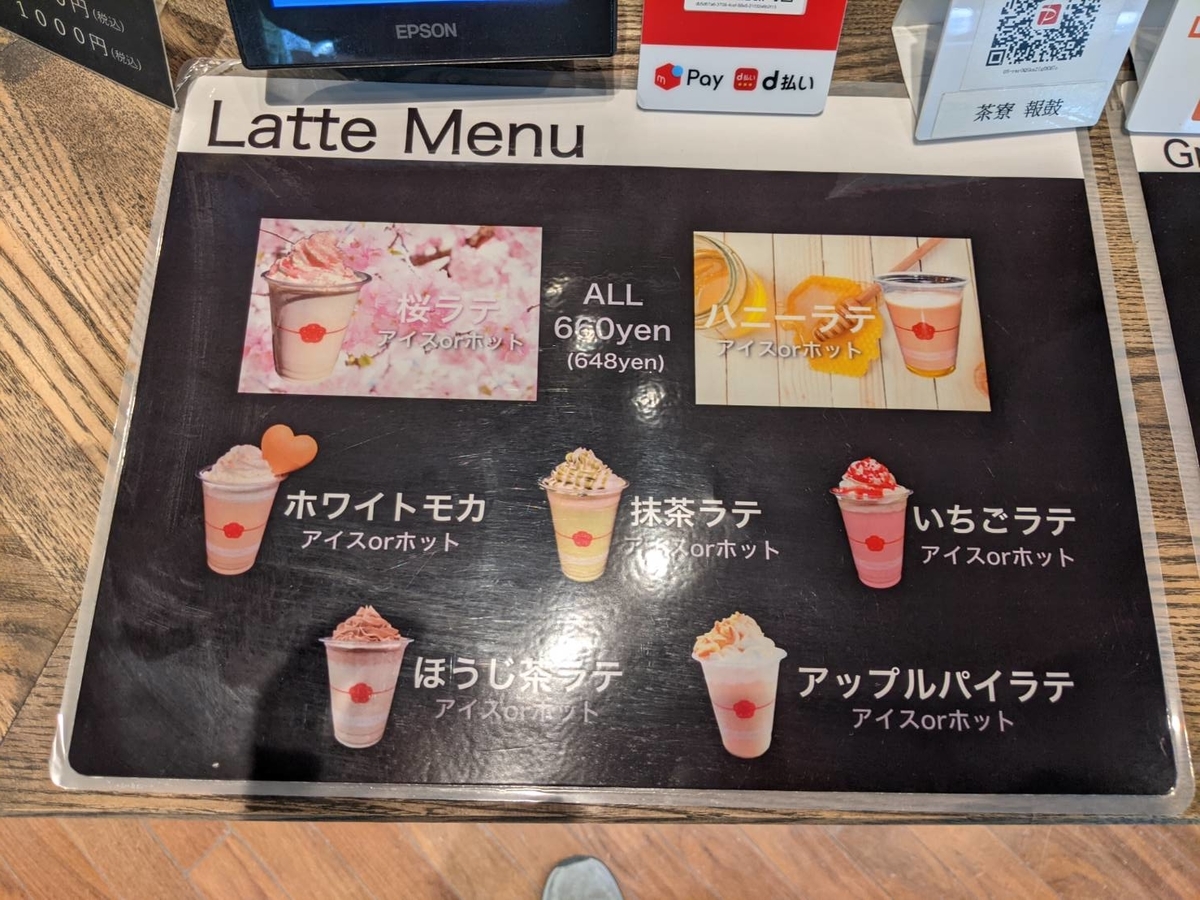 1000円(税込)
EPSON
Pay d払い d払い
茶寮 報鼓
Latte Menu
桜ラテ
アイスorホット
ALL
660yen
(648yen)
ハニーラテ
アイスorホット
ホワイトモカ
アイスorホット
抹茶ラテ
アイスorホット
いちごラテ
アイスorホット
ほうじ茶ラテ
アイスorホット
アップルパイラテ
アイスorホット